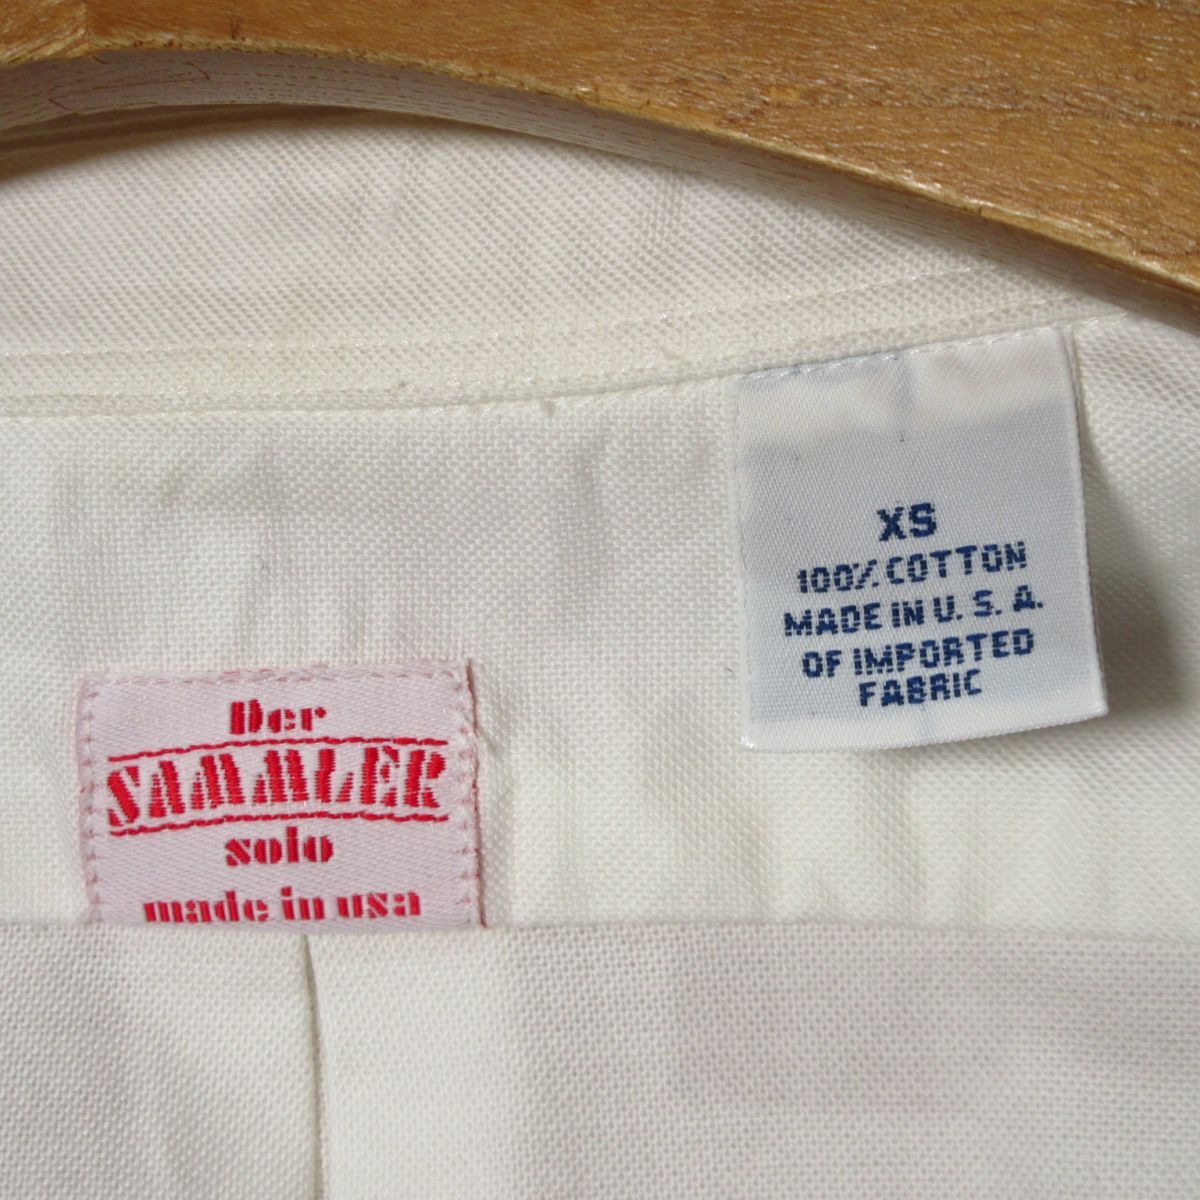 XS
100% COTTON
MADE IN U. S. A.
OF IMPORTED
FABRIC
Der
SAMMLER
solo
made in usa